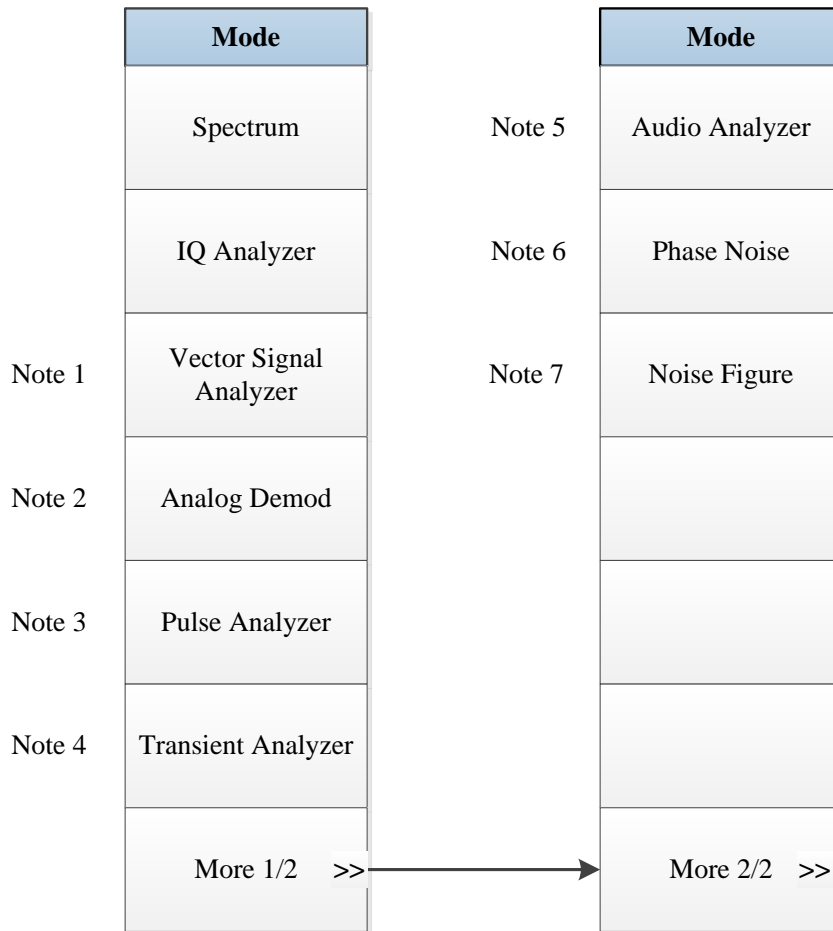 Mode
Spectrum
IQ Analyzer
Note 1
Vector Signal
Analyzer
Note 2
Analog Demod
Note 3
Pulse Analyzer
Note 4
Transient Analyzer
More 1/2 >>
Mode
Note 5
Audio Analyzer
Note 6
Phase Noise
Note 7
Noise Figure
More 2/2 >>